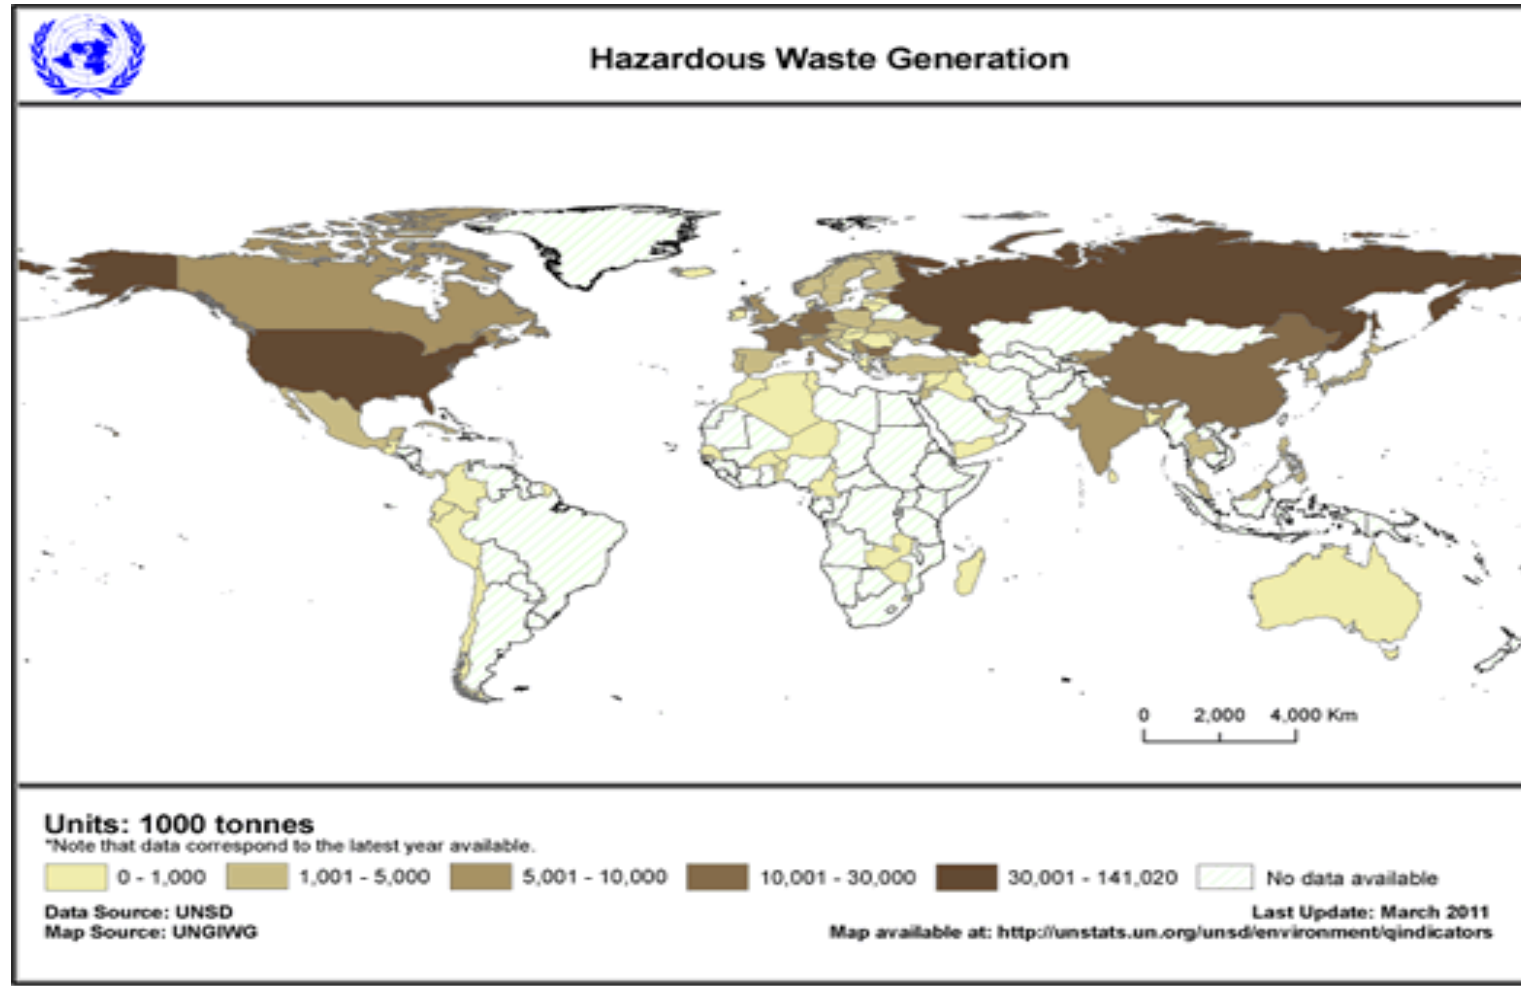 Hazardous Waste Generation
0 2,000 4,000 Km
Units: 1000 tonnes
*Note that data correspond to the latest year available.
0 - 1,000 1,001 - 5,000 5,001 - 10,000 10,001 - 30,000 30,001 - 141,020 No data available
Data Source: UNSD Last Update: March 2011
Map Source: UNGIWG Map available at: http://unstats.un.org/unsd/environment/qindicators